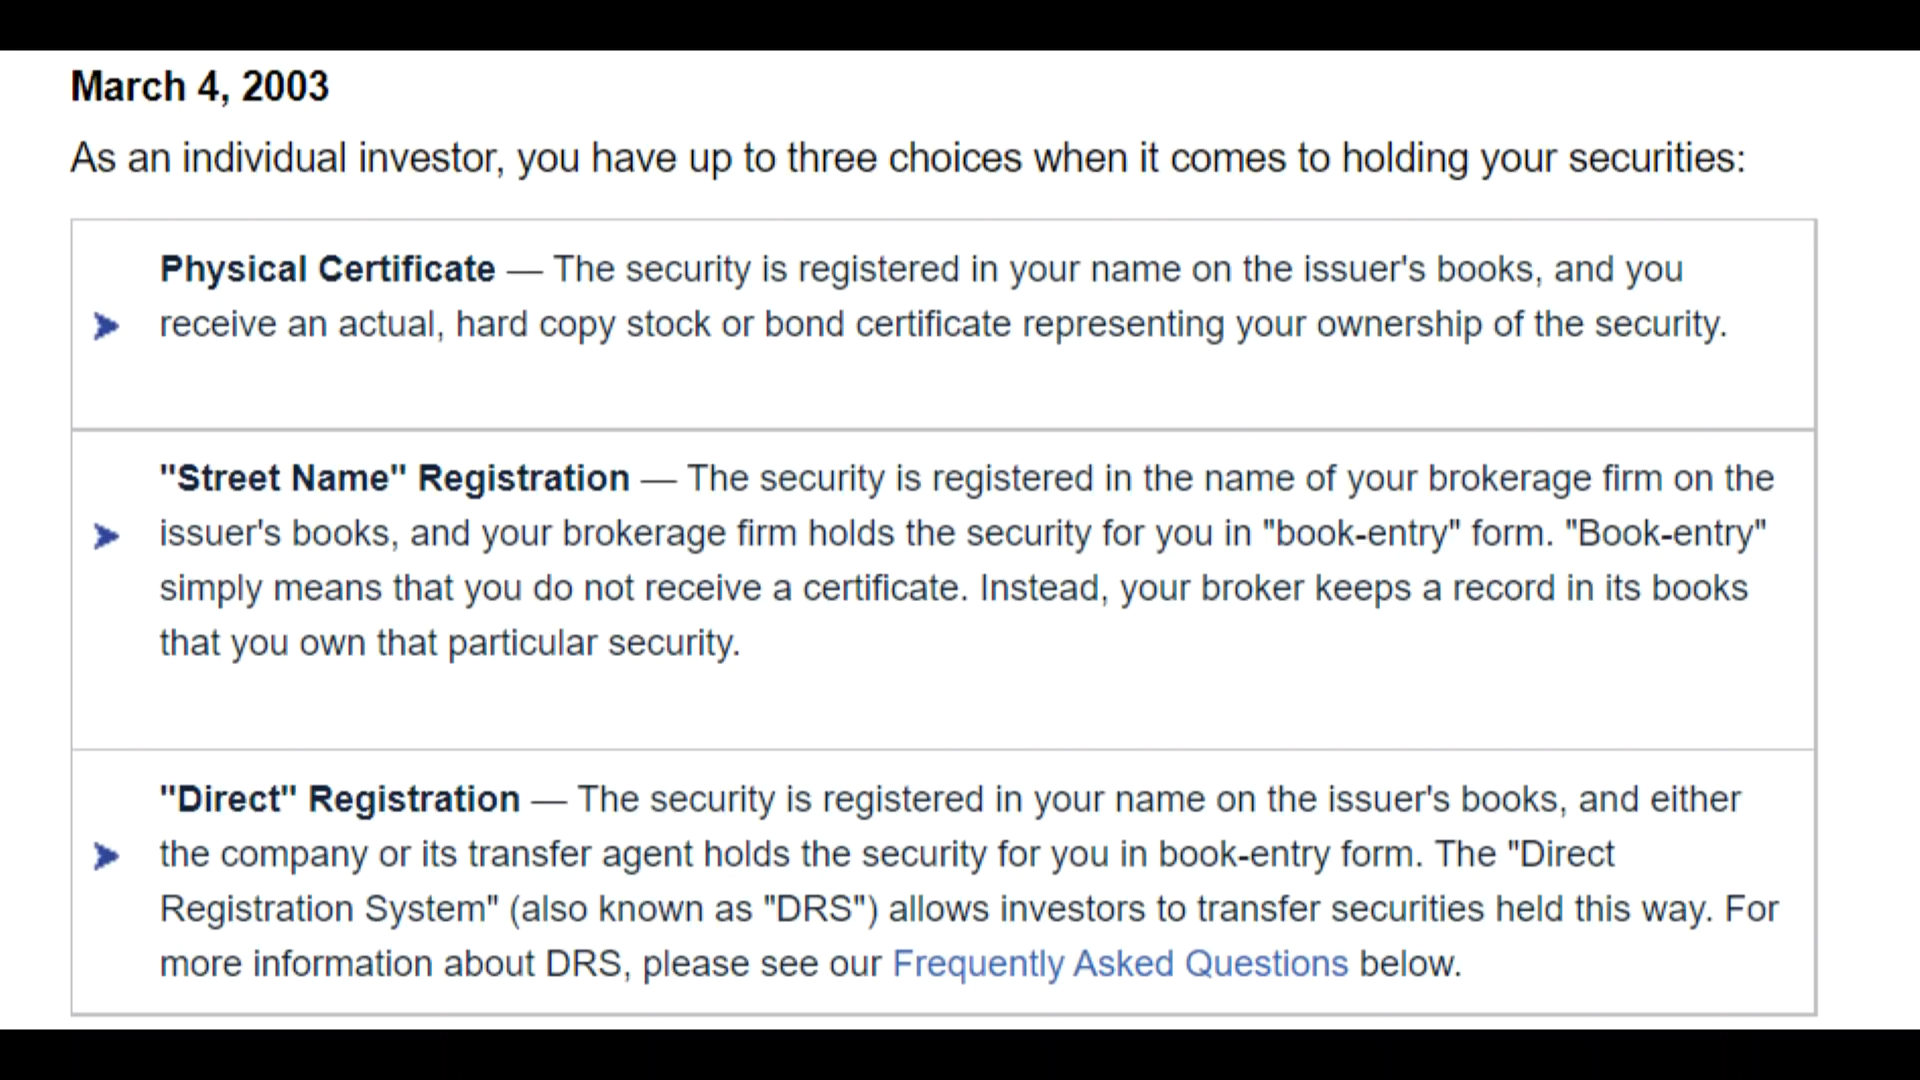 March 4, 2003
As an individual investor, you have up to three choices when it comes to holding your securities:
Physical Certificate — The security is registered in your name on the issuer's books, and you
receive an actual, hard copy stock or bond certificate representing your ownership of the security.
"Street Name" Registration — The security is registered in the name of your brokerage firm on the
issuer's books, and your brokerage firm holds the security for you in "book-entry" form. "Book-entry"
simply means that you do not receive a certificate. Instead, your broker keeps a record in its books
that you own that particular security.
"Direct" Registration — The security is registered in your name on the issuer's books, and either
the company or its transfer agent holds the security for you in book-entry form. The "Direct
Registration System" (also known as "DRS") allows investors to transfer securities held this way. For
more information about DRS, please see our Frequently Asked Questions below.